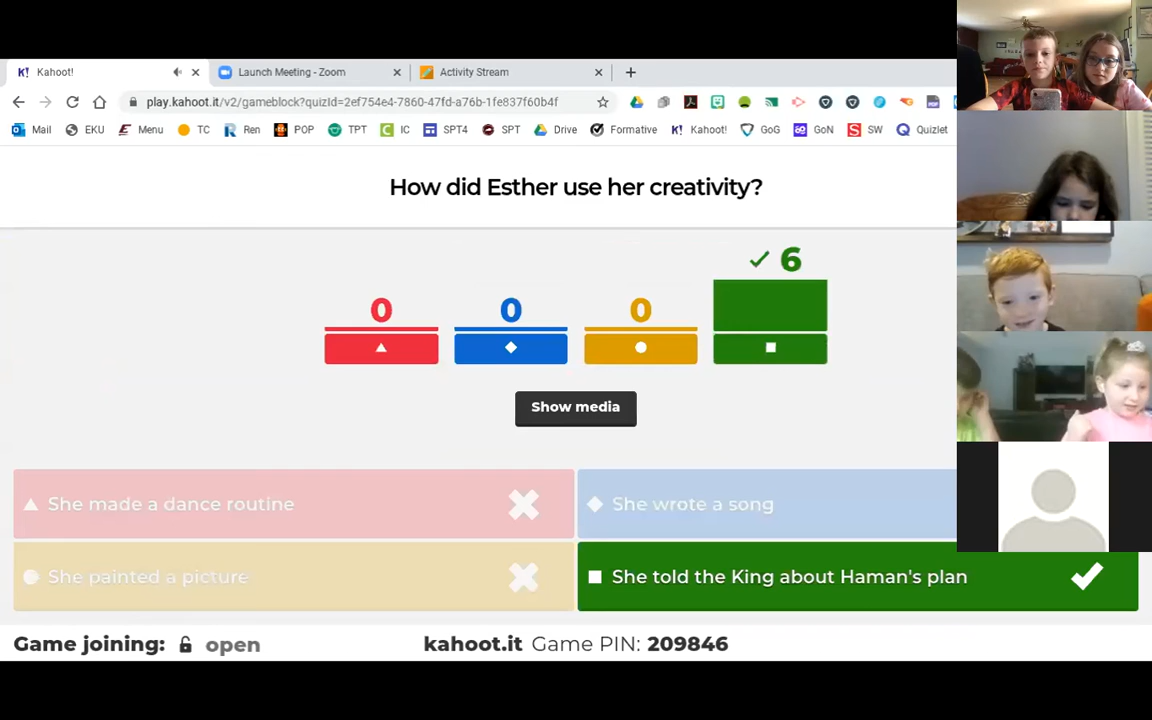 K! Kahoot!
Launch Meeting - Zoom
Activity Stream
play.kahoot.it/v2/gameblock?quizId=2ef754e4-7860-47fd-a76b-1fe837f60b4f
Mail EKU Menu TC Ren POP TPT IC SPT4 SPT Drive Formative K! Kahoot! GoG GoN SW Quizlet
How did Esther use her creativity?
0 0 0 6
Show media
She made a dance routine
She wrote a song
She painted a picture
She told the King about Haman's plan
Game joining: open kahoot.it Game PIN: 209846